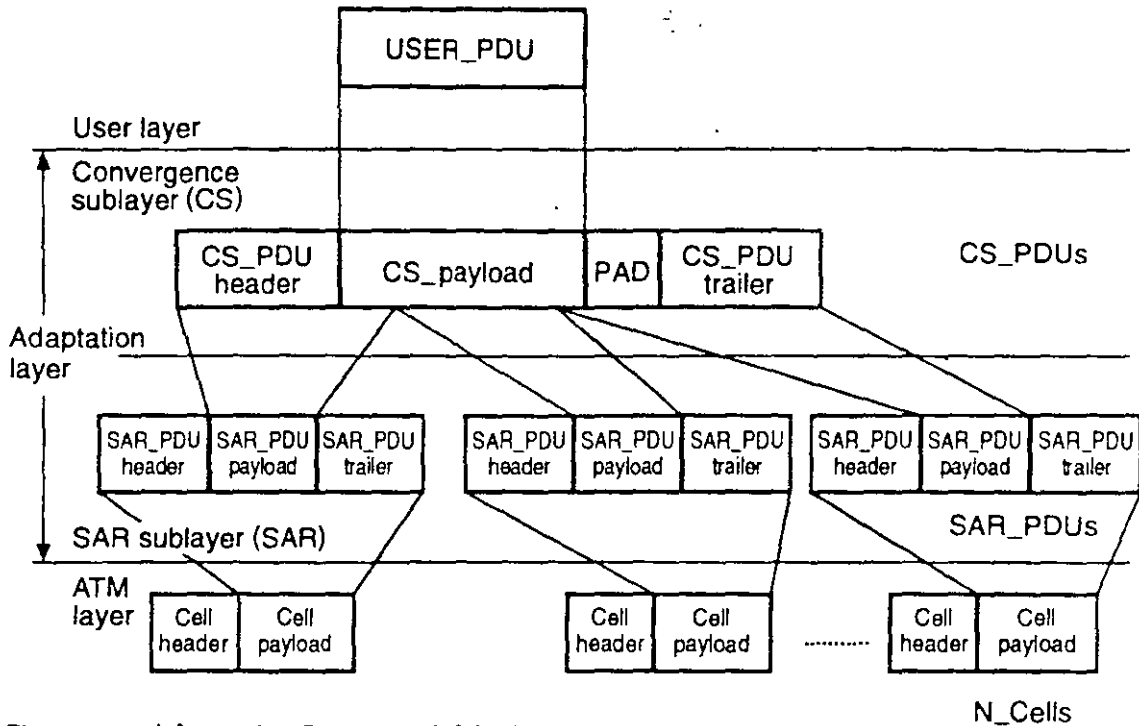 USER_PDU
User layer
Convergence
sublayer (CS)
CS_PDU
header
CS_payload
PAD
CS_PDU
trailer
CS_PDUs
Adaptation
layer
SAR_PDU
header
SAR_PDU
payload
SAR_PDU
trailer
SAR_PDU
header
SAR_PDU
payload
SAR_PDU
trailer
SAR_PDU
header
SAR_PDU
payload
SAR_PDU
trailer
SAR sublayer (SAR)
SAR_PDUs
ATM
layer
Cell
header
Cell
payload
Cell
header
Cell
payload
.........
Cell
header
Cell
payload
N_Cells